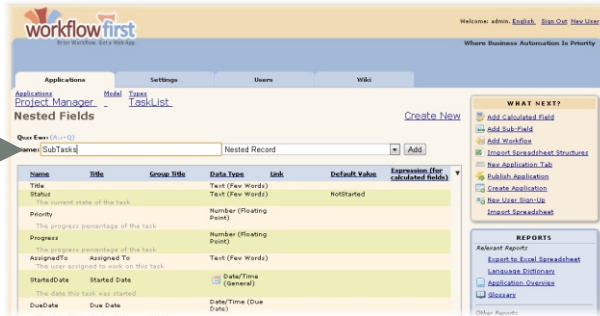 workflowfirst
Enter Workflow. Get a Web App.
Welcome: admin. English. Sign Out New User
Where Business Automation Is Priority
Applications Settings Users Wiki
Applications Model Types
Project Manager TaskList
Nested Fields Create New
Quick Entry (Alt+Q)
Name: SubTasks Nested Record Add
Name Title Group Title Data Type Link Default Value Expression (for calculated fields)
Title Text (Few Words)
Status Text (Few Words) NotStarted
The current state of the task
Priority Number (Floating Point)
The progress percentage of the task
Progress Number (Floating Point)
The progress percentage of the task
AssignedTo Assigned To Text (Few Words)
The user assigned to work on this task
StartedDate Started Date Date/Time (General)
The date this task was started
DueDate Due Date Date/Time (Due Date)
WHAT NEXT?
Add Calculated Field
Add Sub-Field
Add Workflow
Import Spreadsheet Structures
New Application Tab
Publish Application
Create Application
New User Sign-Up
Import Spreadsheet
REPORTS
Relevant Reports
Export to Excel Spreadsheet
Language Dictionary
Application Overview
Glossary
Other Reports